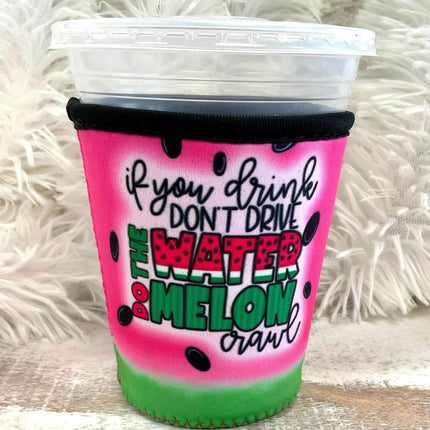 if you drink
DON'T DRIVE
DO THE WATER
MELON
crawl